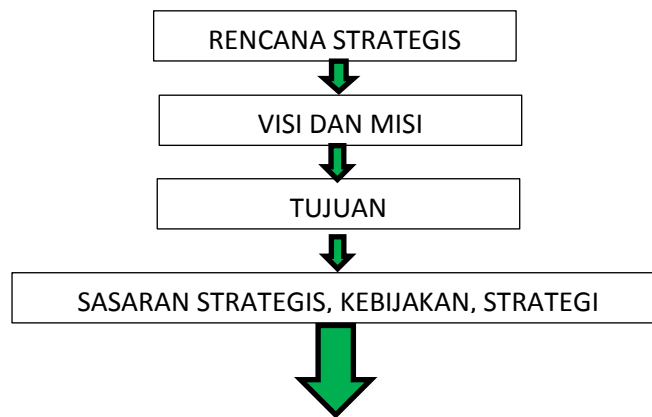 RENCANA STRATEGIS
VISI DAN MISI
TUJUAN
SASARAN STRATEGIS, KEBIJAKAN, STRATEGI